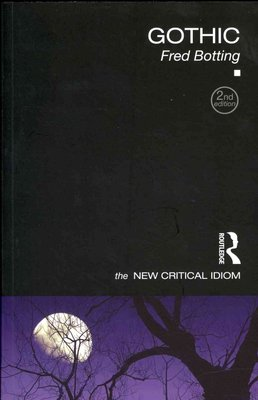 GOTHIC
Fred Botting
2nd
edition
ROUTLEDGE
the NEW CRITICAL IDIOM